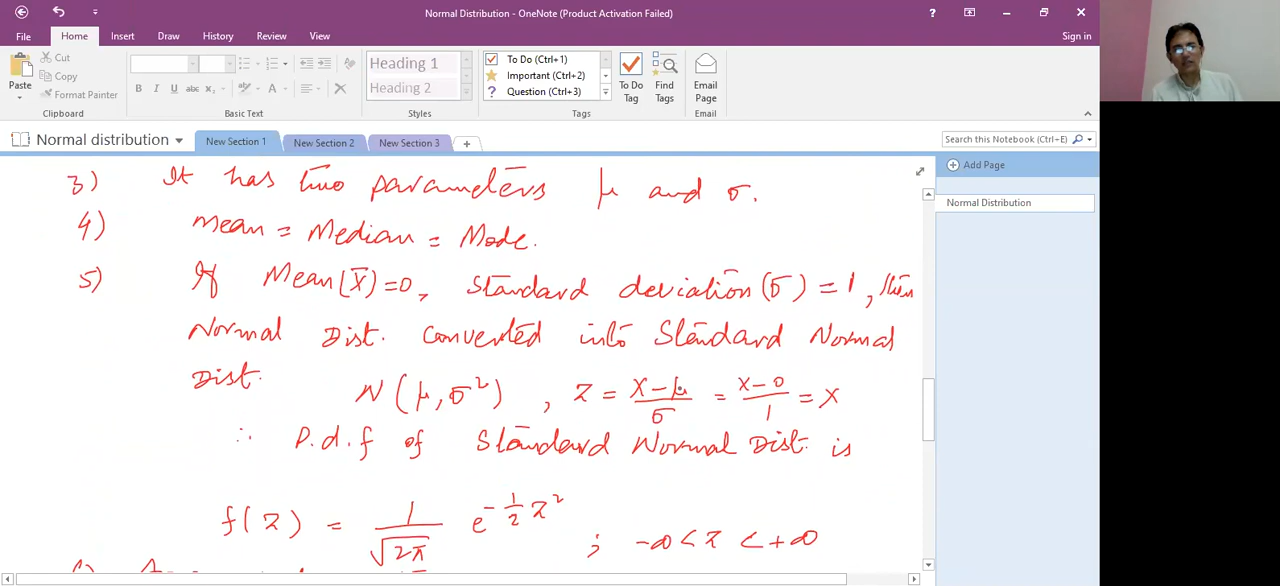 Normal Distribution - OneNote (Product Activation Failed)
File Home Insert Draw History Review View Sign in
Paste Cut Copy Format Painter
Clipboard
B I U abc x₂ A
Basic Text
Heading 1
Heading 2
Styles
To Do (Ctrl+1)
Important (Ctrl+2)
Question (Ctrl+3)
To Do Tag
Find Tags
Tags
Email Page
Email
Normal distribution New Section 1 New Section 2 New Section 3 Search this Notebook (Ctrl+E)
Add Page
Normal Distribution
3) It has two parameters μ and σ.
4) Mean = Median = Mode.
5) If Mean(X̄)=0, Standard deviation(σ) = 1, then
Normal Dist. Converted into Standard Normal
Dist. N(μ, σ²), Z = (X-μ)/σ = (X-0)/1 = X
∴ P.d.f of Standard Normal Dist. is
f(Z) = 1/√2π e^(-1/2 Z²) ; -∞ < Z < +∞